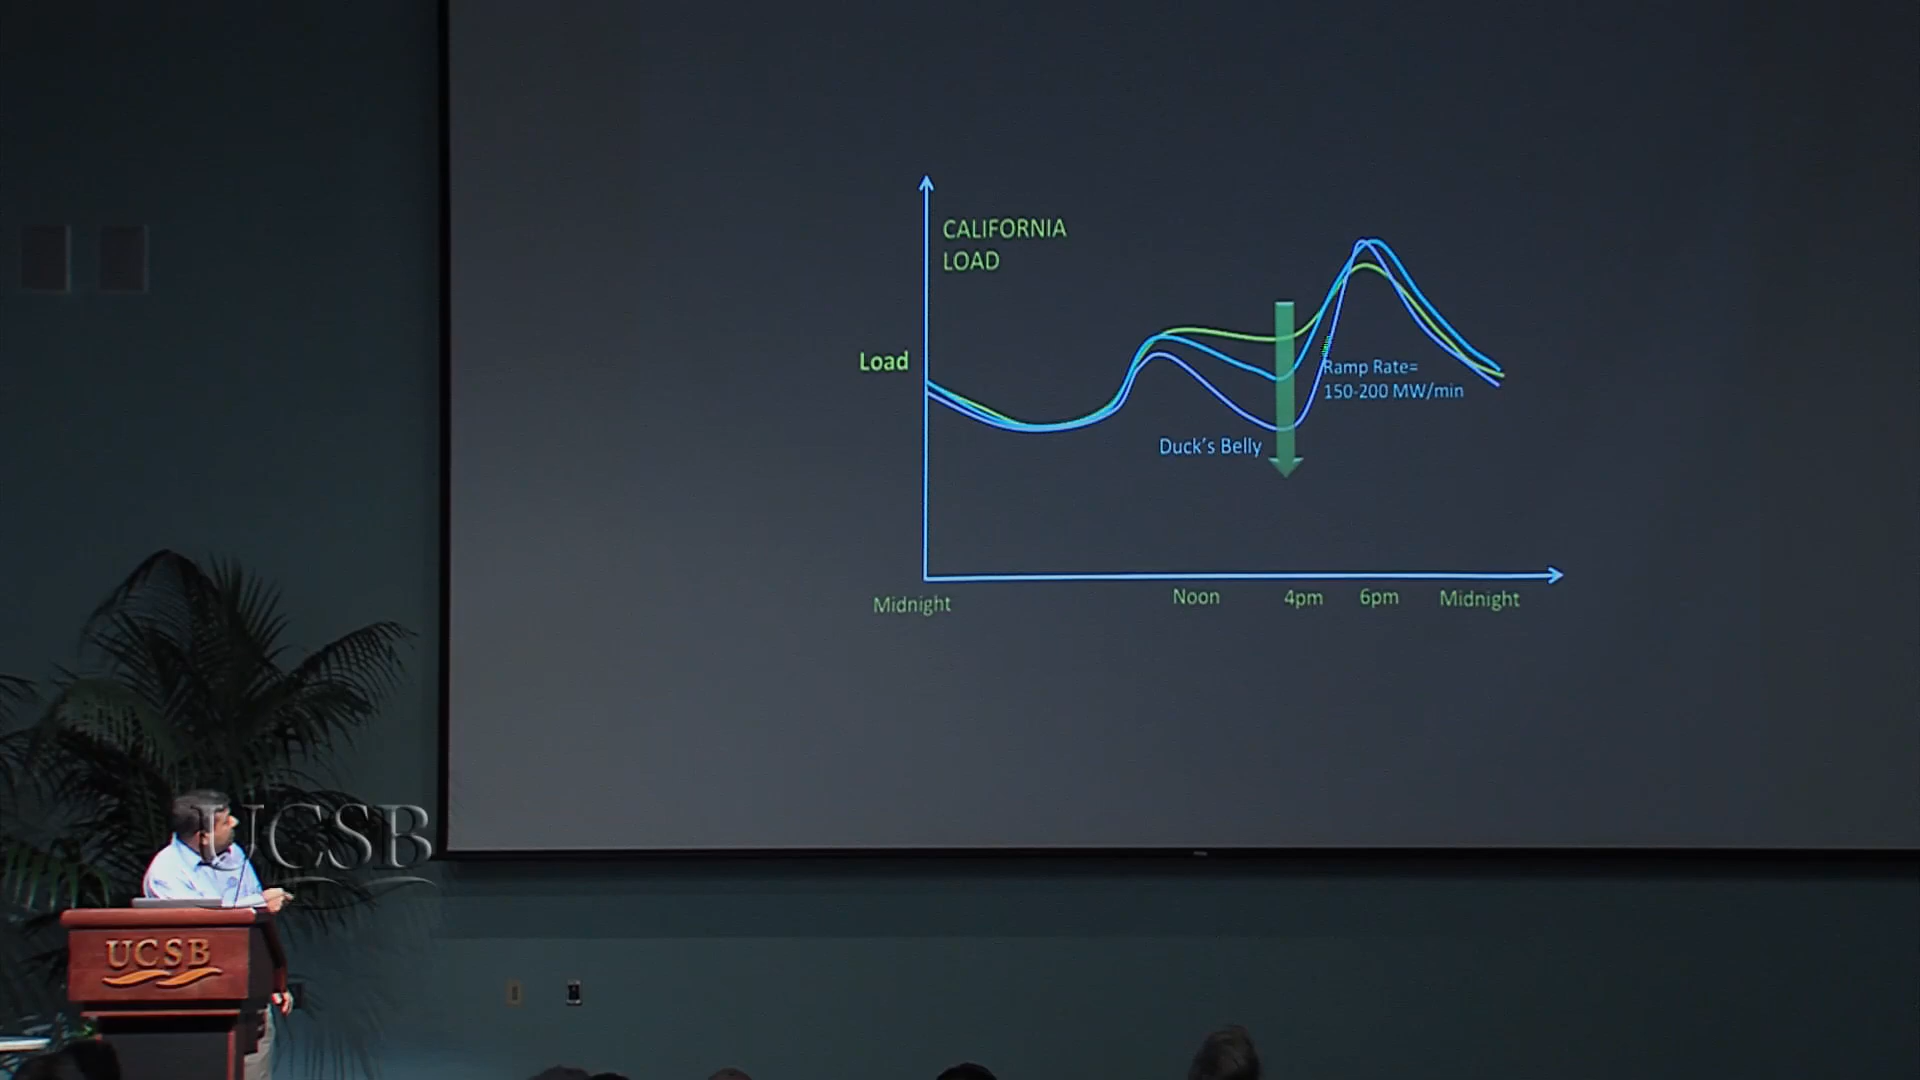 CALIFORNIA
LOAD
Load
Ramp Rate=
150-200 MW/min
Duck's Belly
Midnight
Noon
4pm
6pm
Midnight
UCSB
UCSB